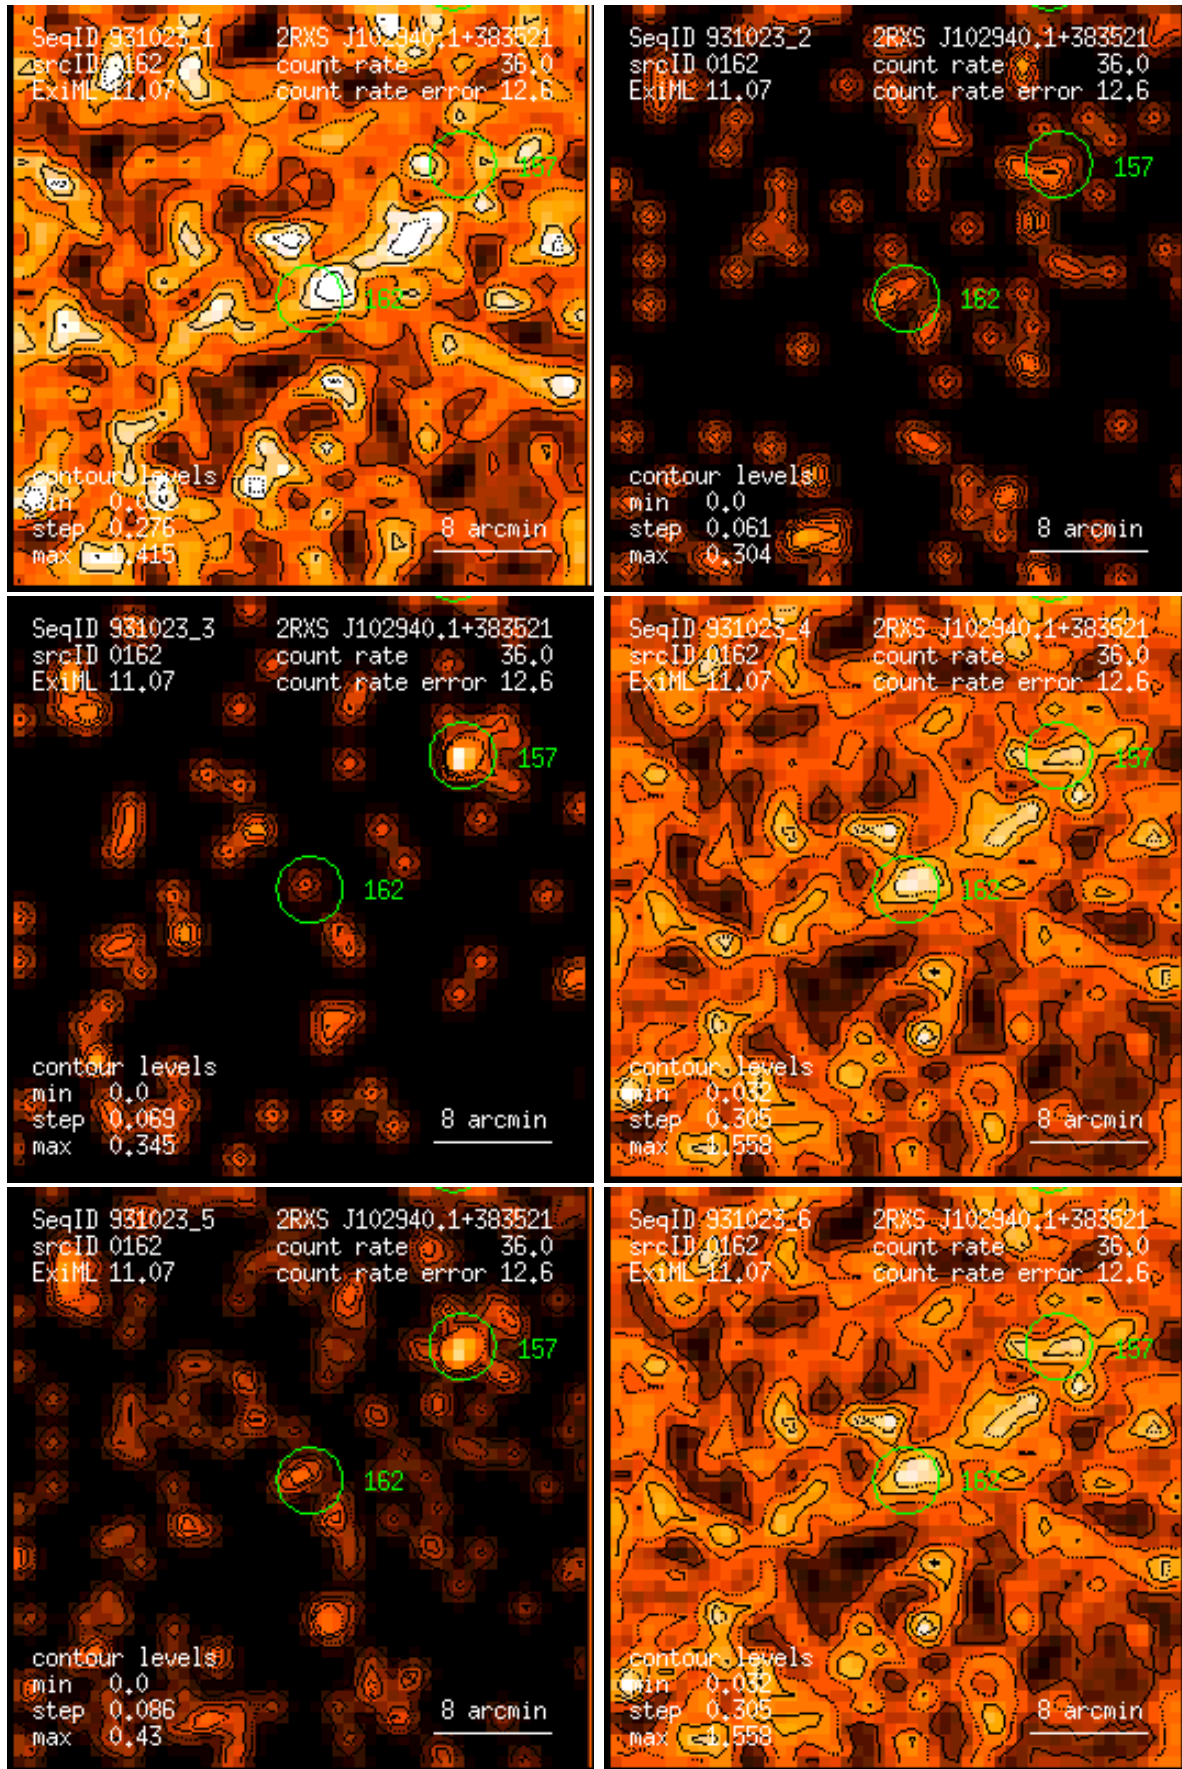 SeqID 931023_1 2RXS J102940.1+383521
srcID 0162 count rate 36.0
ExiML 11.07 count rate error 12.6
157
162
contour levels
min
step 0.276
max 1.415
8 arcmin
SeqID 931023_2 2RXS J102940.1+383521
srcID 0162 count rate 36.0
ExiML 11.07 count rate error 12.6
157
162
contour levels
min 0.0
step 0.061
max 0.304
8 arcmin
SeqID 931023_3 2RXS J102940.1+383521
srcID 0162 count rate 36.0
ExiML 11.07 count rate error 12.6
157
162
contour levels
min 0.0
step 0.069
max 0.345
8 arcmin
SeqID 931023_4 2RXS J102940.1+383521
srcID 0162 count rate 36.0
ExiML 11.07 count rate error 12.6
157
162
contour levels
min 0.032
step 0.305
max 1.558
8 arcmin
SeqID 931023_5 2RXS J102940.1+383521
srcID 0162 count rate 36.0
ExiML 11.07 count rate error 12.6
157
162
contour levels
min 0.0
step 0.086
max 0.43
8 arcmin
SeqID 931023_6 2RXS J102940.1+383521
srcID 0162 count rate 36.0
ExiML 11.07 count rate error 12.6
157
162
contour levels
min 0.032
step 0.305
max 1.558
8 arcmin